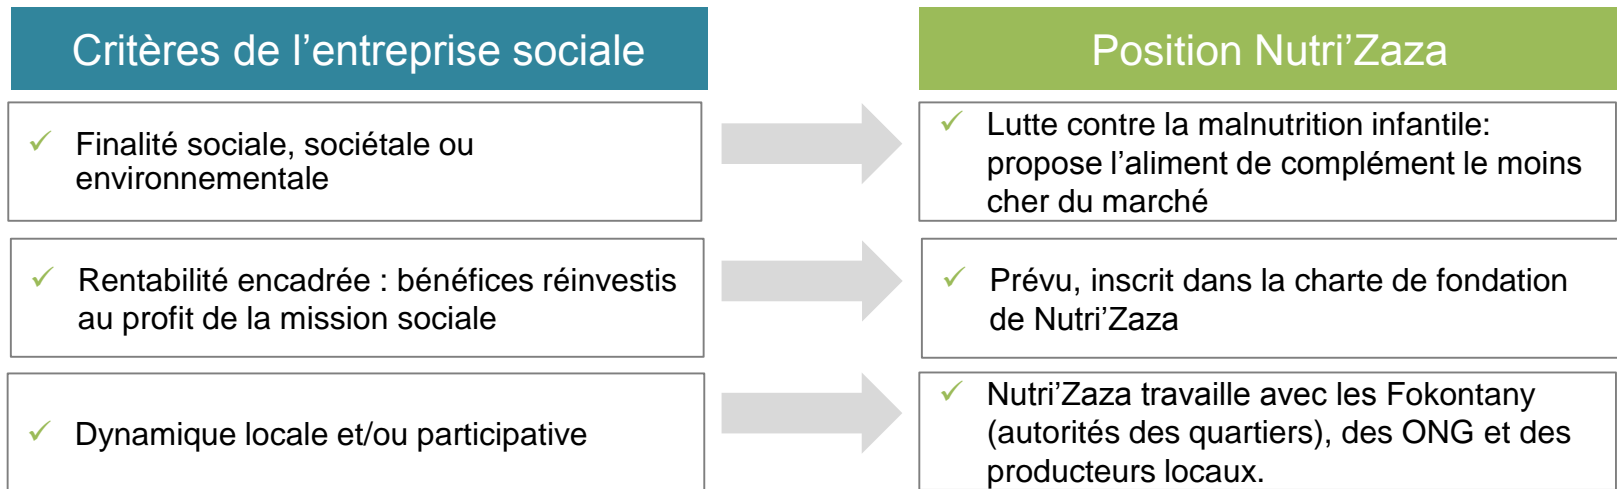 Critères de l’entreprise sociale
Position Nutri’Zaza
✓ Finalité sociale, sociétale ou
environnementale
✓ Lutte contre la malnutrition infantile:
propose l’aliment de complément le moins
cher du marché
✓ Rentabilité encadrée : bénéfices réinvestis
au profit de la mission sociale
✓ Prévu, inscrit dans la charte de fondation
de Nutri’Zaza
✓ Dynamique locale et/ou participative
✓ Nutri’Zaza travaille avec les Fokontany
(autorités des quartiers), des ONG et des
producteurs locaux.